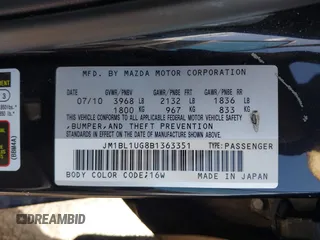 MFD. BY MAZDA MOTOR CORPORATION
GVWR/PNBV GAWR/PNBE FRT GAWR/PNBE RR
07/10 3968 LB 2132 LB 1836 LB
1800 KG 967 KG 833 KG
THIS VEHICLE CONFORMS TO ALL APPLICABLE FEDERAL MOTOR VEHICLE SAFETY
, BUMPER, AND THEFT PREVENTION
STANDARDS IN EFFECT ON THE DATE OF MANUFACTURE SHOWN ABOVE.
JM1BL1UG8B1363351 TYPE:PASSENGER
BODY COLOR CODE:16W MADE IN JAPAN
3
(BBM4A)